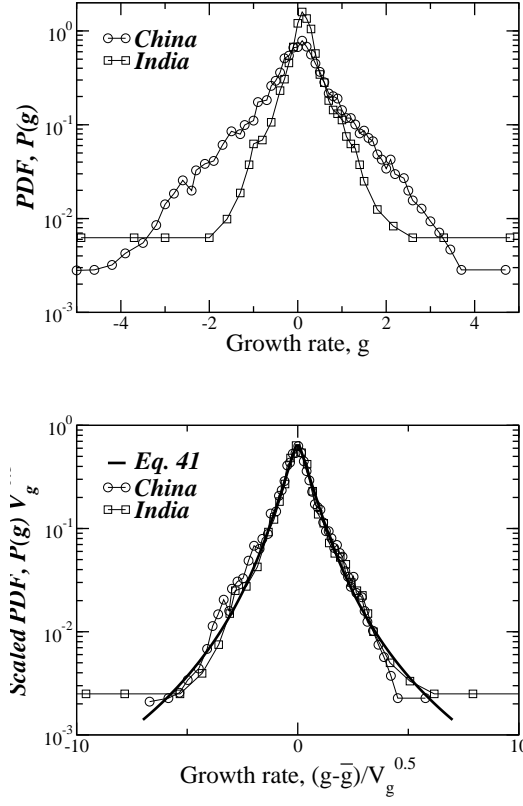 10^0
China
India
10^-1
PDF, P(g)
10^-2
10^-3
-4 -2 0 2 4
Growth rate, g
10^0
Eq. 41
China
India
10^-1
Scaled PDF, P(g) V_g
10^-2
10^-3
-10 0 10
Growth rate, (g-g̅)/V_g^0.5